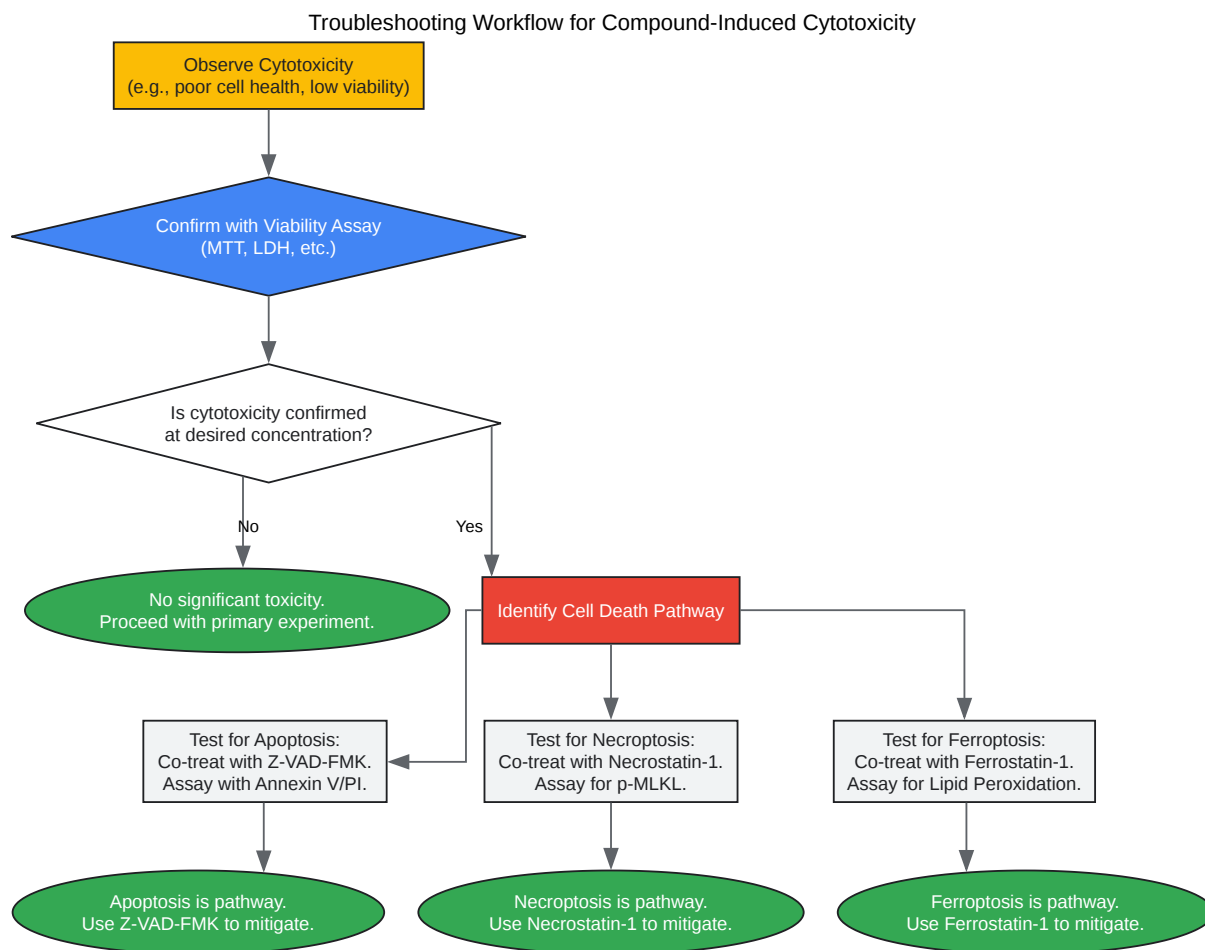 Troubleshooting Workflow for Compound-Induced Cytotoxicity
Observe Cytotoxicity
(e.g., poor cell health, low viability)
Confirm with Viability Assay
(MTT, LDH, etc.)
Is cytotoxicity confirmed
at desired concentration?
No
Yes
No significant toxicity.
Proceed with primary experiment.
Identify Cell Death Pathway
Test for Apoptosis:
Co-treat with Z-VAD-FMK.
Assay with Annexin V/PI.
Test for Necroptosis:
Co-treat with Necrostatin-1.
Assay for p-MLKL.
Test for Ferroptosis:
Co-treat with Ferrostatin-1.
Assay for Lipid Peroxidation.
Apoptosis is pathway.
Use Z-VAD-FMK to mitigate.
Necroptosis is pathway.
Use Necrostatin-1 to mitigate.
Ferroptosis is pathway.
Use Ferrostatin-1 to mitigate.